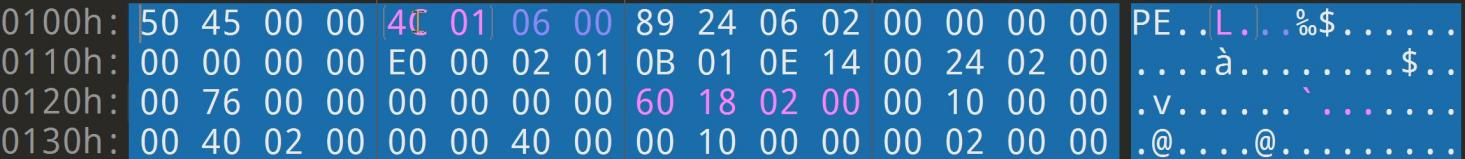 0100h: 50 45 00 00 4C 01 06 00 89 24 06 02 00 00 00 00 PE..L...‰$......
0110h: 00 00 00 00 E0 00 02 01 0B 01 0E 14 00 24 02 00 ....à........$..
0120h: 00 76 00 00 00 00 00 00 60 18 02 00 00 10 00 00 .v......`.......
0130h: 00 40 02 00 00 00 40 00 00 10 00 00 00 02 00 00 .@....@.........